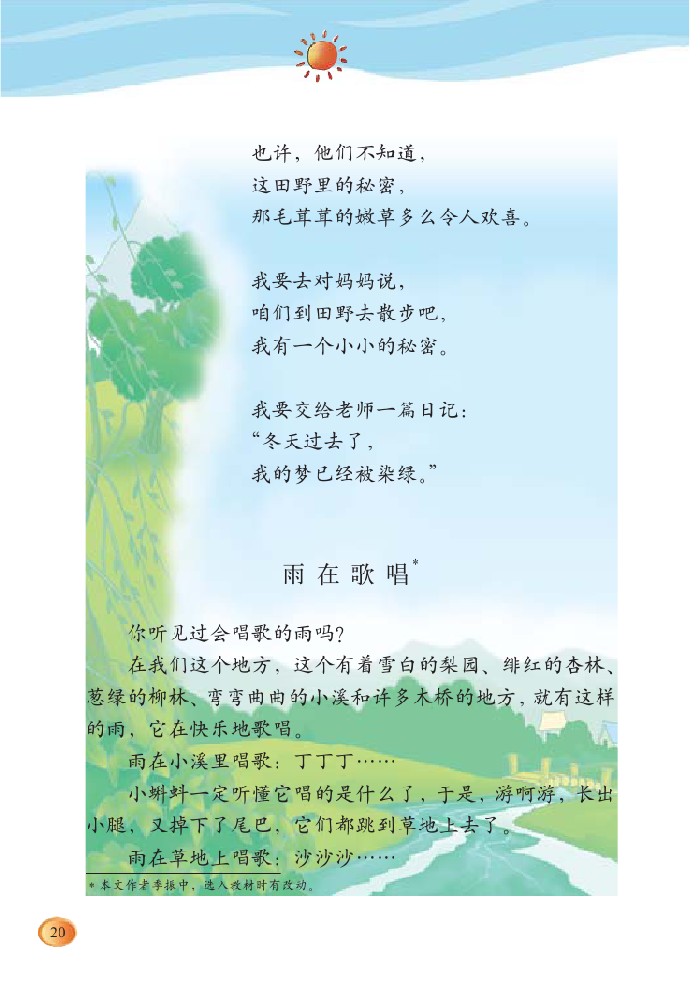 也许，他们不知道，
这田野里的秘密，
那毛茸茸的嫩草多么令人欢喜。
我要去对妈妈说，
咱们到田野去散步吧，
我有一个小小的秘密。
我要交给老师一篇日记：
“冬天过去了，
我的梦已经被染绿。”
雨在歌唱*
你听见过会唱歌的雨吗？
在我们这个地方，这个有着雪白的梨园、绯红的杏林、
葱绿的柳林、弯弯曲曲的小溪和许多木桥的地方，就有这样
的雨，它在快乐地歌唱。
雨在小溪里唱歌：丁丁丁……
小蝌蚪一定听懂它唱的是什么了，于是，游啊游，长出
小腿，又掉下了尾巴，它们都跳到草地上去了。
雨在草地上唱歌：沙沙沙……
* 本文作者李振中，选入教材时有改动。
20